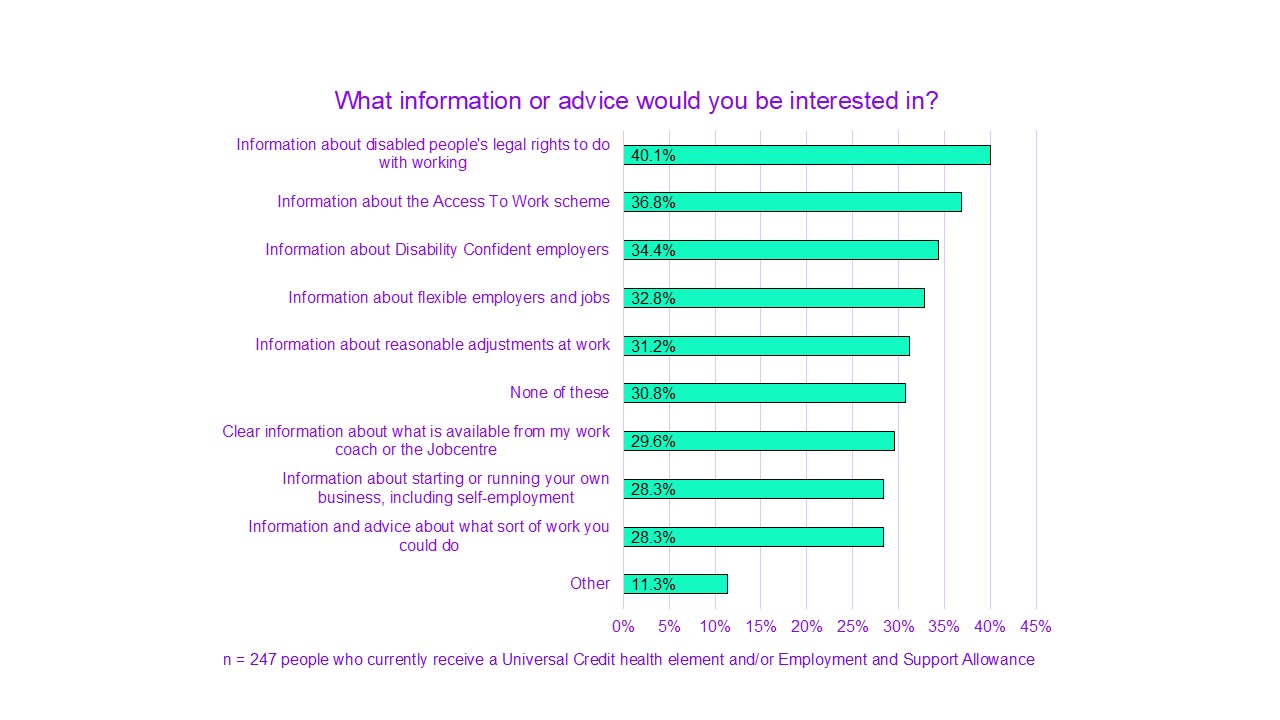 What information or advice would you be interested in?
Information about disabled people's legal rights to do
with working
40.1%
Information about the Access To Work scheme
36.8%
Information about Disability Confident employers
34.4%
Information about flexible employers and jobs
32.8%
Information about reasonable adjustments at work
31.2%
None of these
30.8%
Clear information about what is available from my work
coach or the Jobcentre
29.6%
Information about starting or running your own
business, including self-employment
28.3%
Information and advice about what sort of work you
could do
28.3%
Other
11.3%
0% 5% 10% 15% 20% 25% 30% 35% 40% 45%
n = 247 people who currently receive a Universal Credit health element and/or Employment and Support Allowance